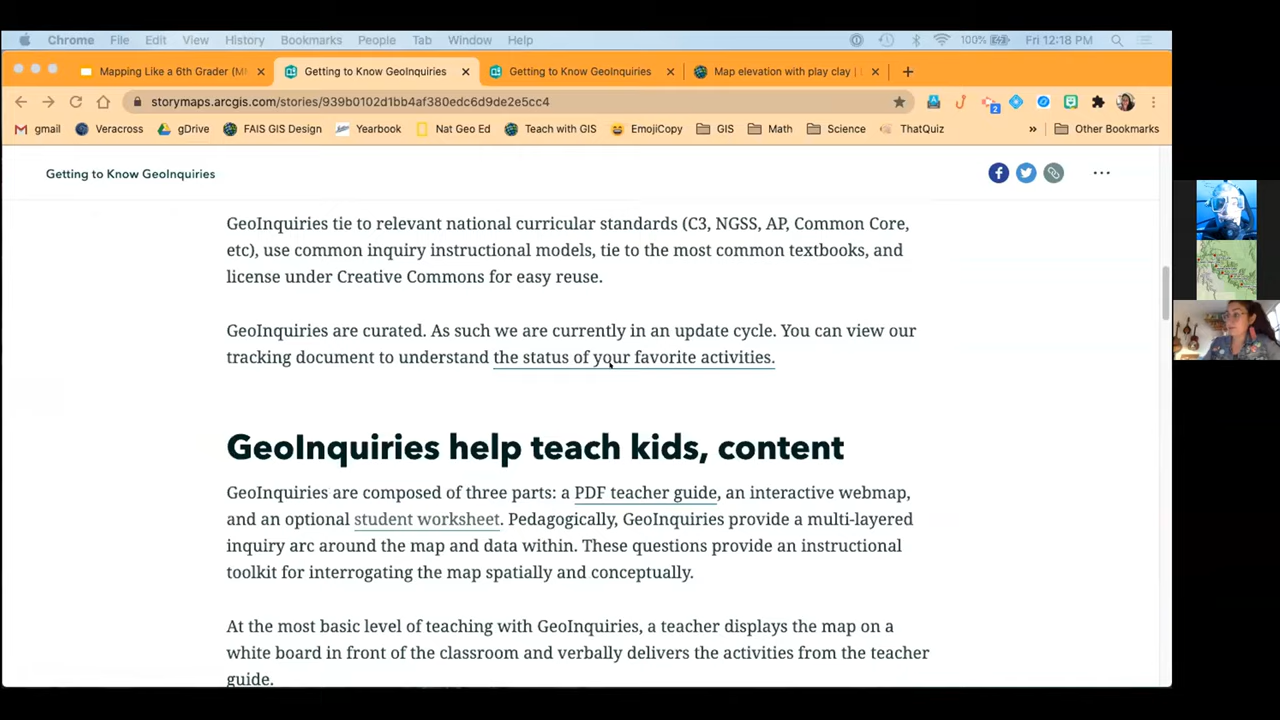 Chrome File Edit View History Bookmarks People Tab Window Help 100% Fri 12:18 PM
Mapping Like a 6th Grader (M Getting to Know GeoInquiries Getting to Know GeoInquiries Map elevation with play clay |
storymaps.arcgis.com/stories/939b0102d1bb4af380edc6d9de2e5cc4
gmail Veracross gDrive FAIS GIS Design Yearbook Nat Geo Ed Teach with GIS EmojiCopy GIS Math Science ThatQuiz » Other Bookmarks
Getting to Know GeoInquiries
GeoInquiries tie to relevant national curricular standards (C3, NGSS, AP, Common Core,
etc), use common inquiry instructional models, tie to the most common textbooks, and
license under Creative Commons for easy reuse.
GeoInquiries are curated. As such we are currently in an update cycle. You can view our
tracking document to understand the status of your favorite activities.
GeoInquiries help teach kids, content
GeoInquiries are composed of three parts: a PDF teacher guide, an interactive webmap,
and an optional student worksheet. Pedagogically, GeoInquiries provide a multi-layered
inquiry arc around the map and data within. These questions provide an instructional
toolkit for interrogating the map spatially and conceptually.
At the most basic level of teaching with GeoInquiries, a teacher displays the map on a
white board in front of the classroom and verbally delivers the activities from the teacher
guide.